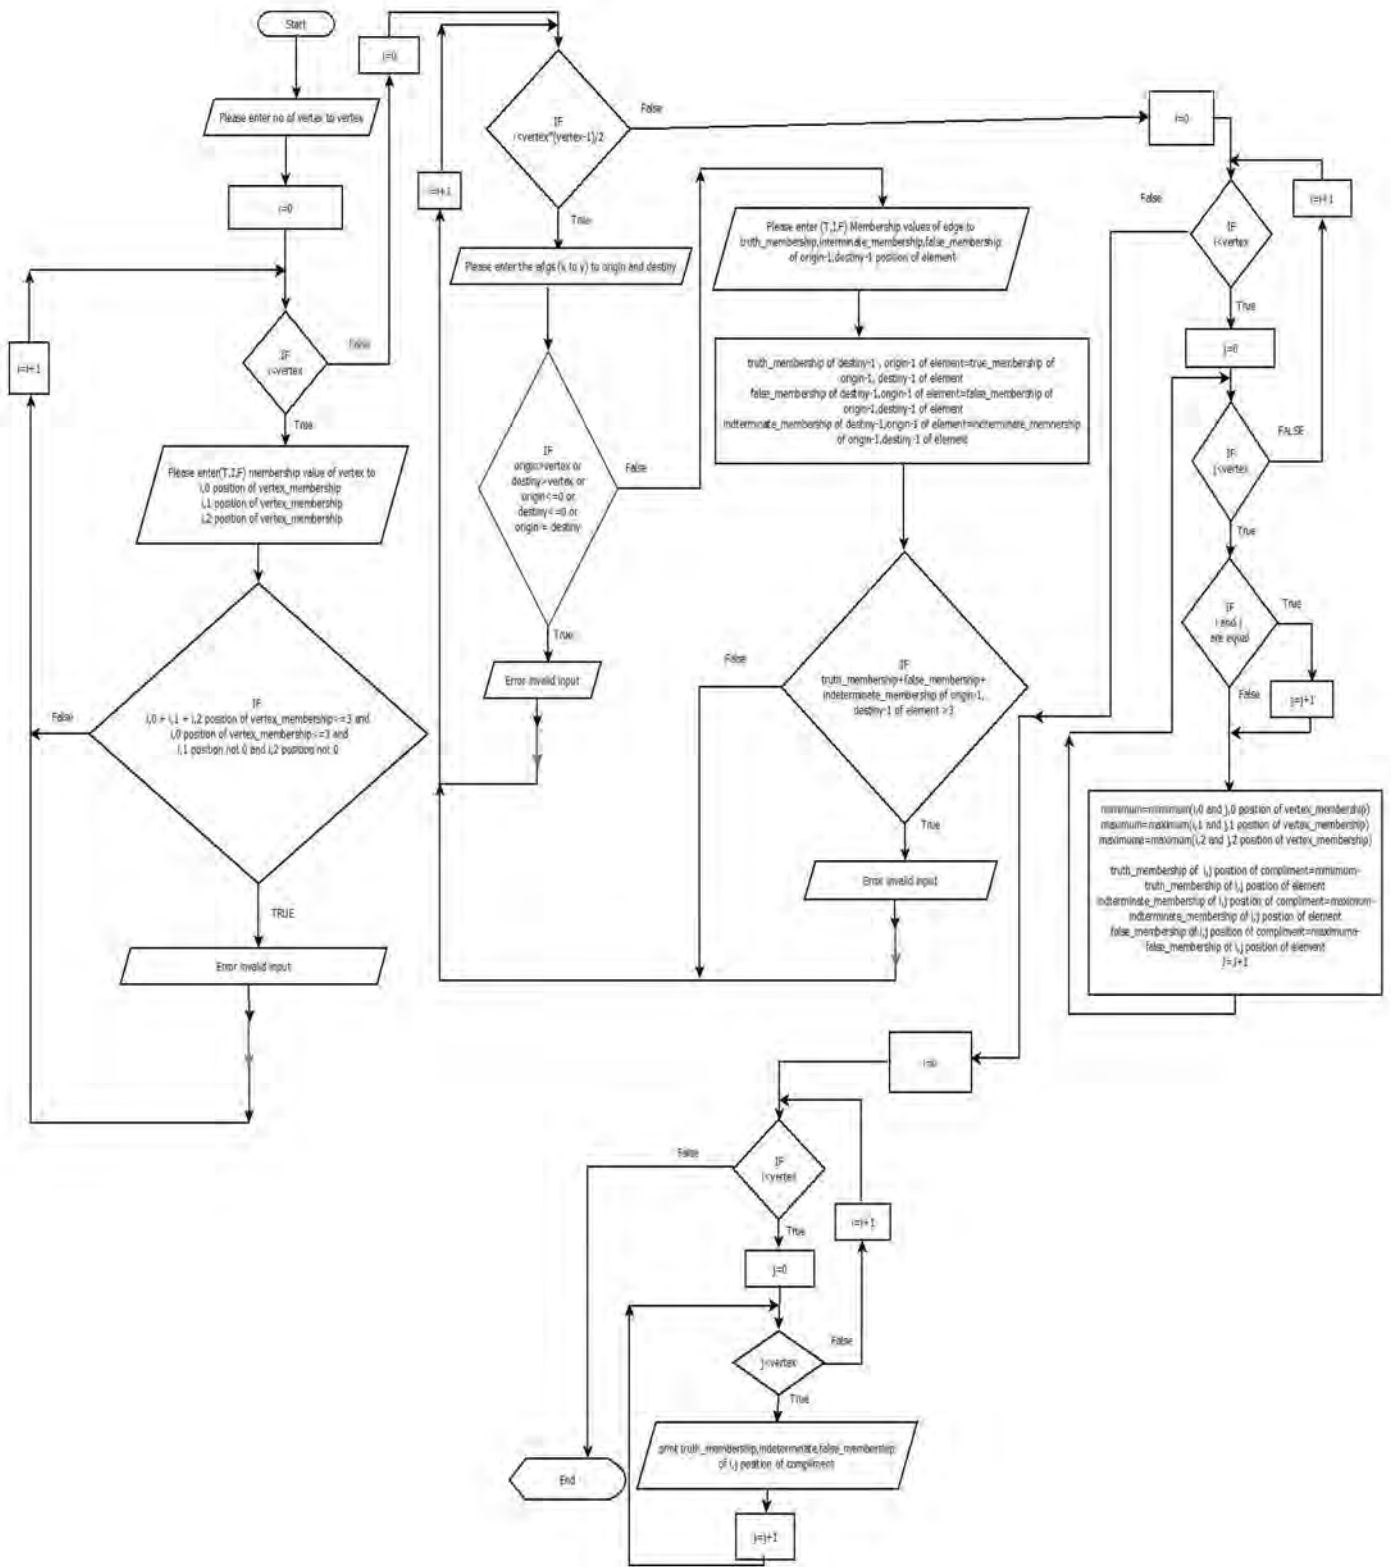 Start
Please enter no of vertex to vertex
i=0
i=i+1
IF
i<vertex
False
True
Please enter(T,I,F) membership value of vertex to
i,0 position of vertex_membership
i,1 position of vertex_membership
i,2 position of vertex_membership
IF
i,0 + i,1 + i,2 position of vertex_membership<=3 and
i,0 position of vertex_membership<=3 and
i,1 position not 0 and i,2 position not 0
False
TRUE
Error invalid input
i=0
i=i+1
IF
i<vertex*(vertex-1)/2
False
True
Please enter the edge (x to y) to origin and destiny
IF
origin>vertex or
destiny>vertex or
origin<=0 or
destiny<=0 or
origin = destiny
False
True
Error invalid input
Please enter (T,I,F) Membership values of edge to
truth_membership,interminate_membership,false_membership
of origin-1,destiny-1 position of element
truth_membership of destiny-1 , origin-1 of element=true_membership of
origin-1, destiny-1 of element
false_membership of destiny-1,origin-1 of element=false_membership of
origin-1,destiny-1 of element
indterminate_membership of destiny-1,origin-1 of element=indterminate_memnership
of origin-1,destiny-1 of element
IF
truth_membership+false_membership+
indeterminate_membership of origin-1,
destiny-1 of element >3
False
True
Error invalid input
i=0
i=i+1
IF
i<vertex
False
True
j=0
IF
j<vertex
FALSE
True
IF
i and j
are equal
True
False
j=j+1
minimum=minimum(i,0 and j,0 position of vertex_membership)
maximum=maximum(i,1 and j,1 position of vertex_membership)
maximuma=maximum(i,2 and j,2 position of vertex_membership)
truth_membership of i,j position of compliment=minimum-
truth_membership of i,j position of element
indterminate_membership of i,j position of compliment=maximum-
indterminate_membership of i,j position of element
false_membership of i,j position of compliment=maximuma-
false_membership of i,j position of element
j=j+1
i=0
IF
i<vertex
False
True
i=i+1
j=0
j<vertex
False
True
print truth_membership,indeterminate,false_membership
of i,j position of compliment
End
j=j+1